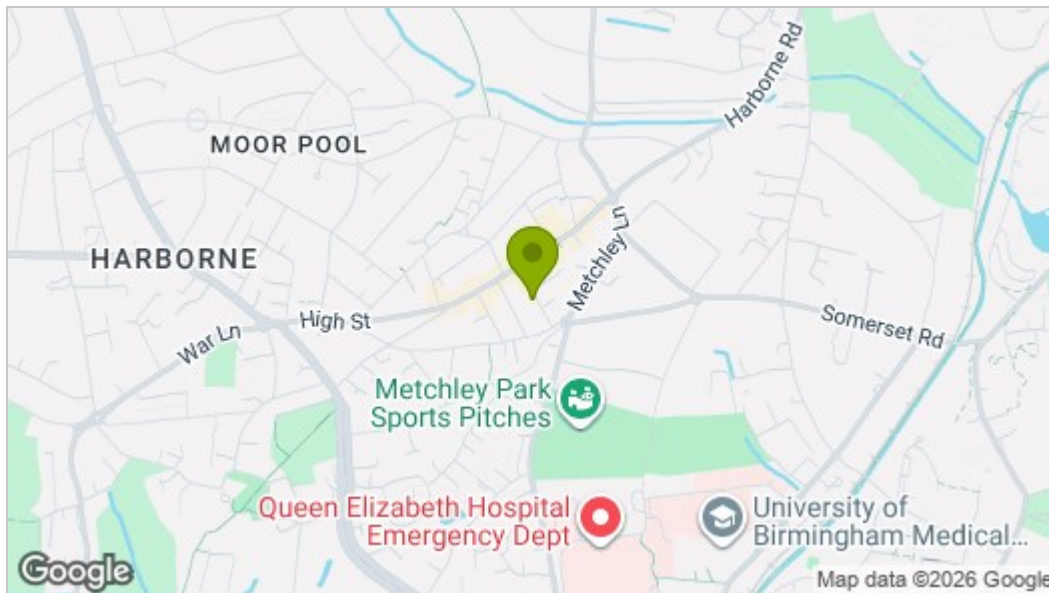 Harborne Rd
MOOR POOL
Metchley Ln
HARBORNE
High St
War Ln
Somerset Rd
Metchley Park
Sports Pitches
Queen Elizabeth Hospital
Emergency Dept
University of
Birmingham Medical...
Google
Map data ©2026 Google